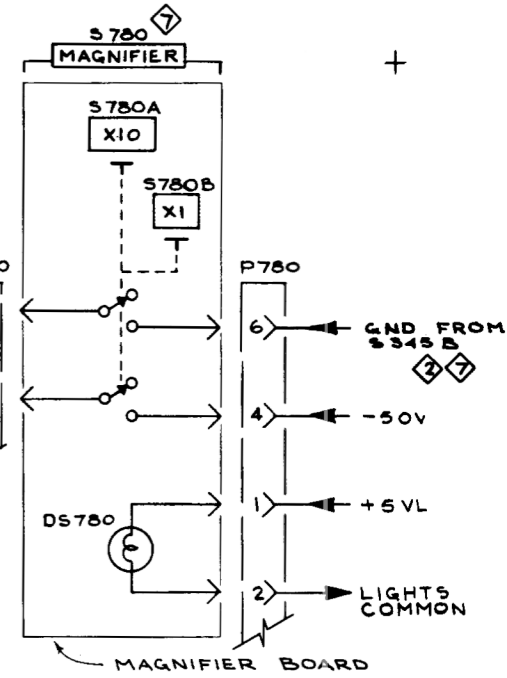 S780 7
MAGNIFIER
S780A
X10
S780B
X1
0
P780
6
GND FROM
S345B
2 7
4
-50V
1
+5VL
DS780
2
LIGHTS
COMMON
MAGNIFIER BOARD